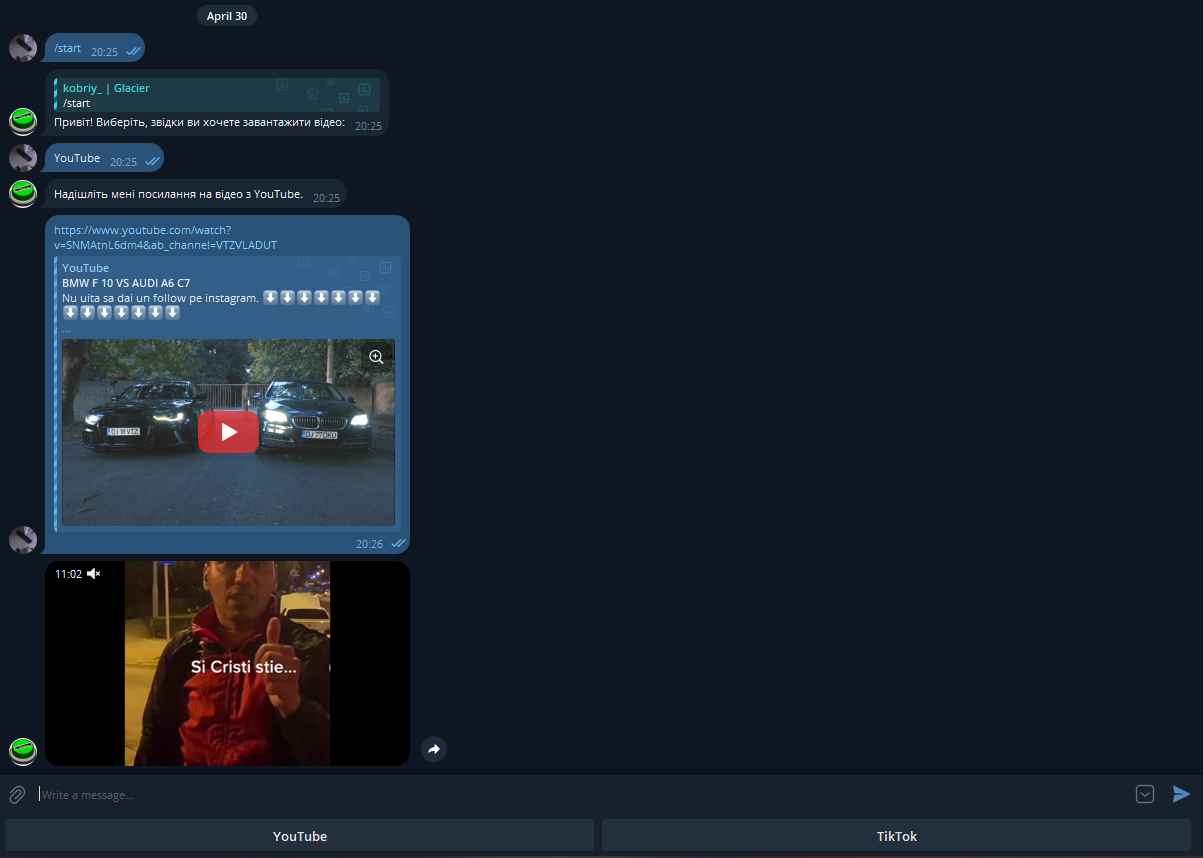 April 30
/start 20:25
kobriy_ | Glacier
/start
Привіт! Виберіть, звідки ви хочете завантажити відео: 20:25
YouTube 20:25
Надішліть мені посилання на відео з YouTube. 20:25
https://www.youtube.com/watch?
v=SNMAtnL6dm4&ab_channel=VTZVLADUT
YouTube
BMW F 10 VS AUDI A6 C7
Nu uita sa dai un follow pe instagram. ⬇⬇⬇⬇⬇⬇⬇
⬇⬇⬇⬇⬇⬇⬇
...
DJ 18 VTZ
DJ 77OKU
20:26
11:02
Si Cristi stie...
Write a message...
YouTube
TikTok